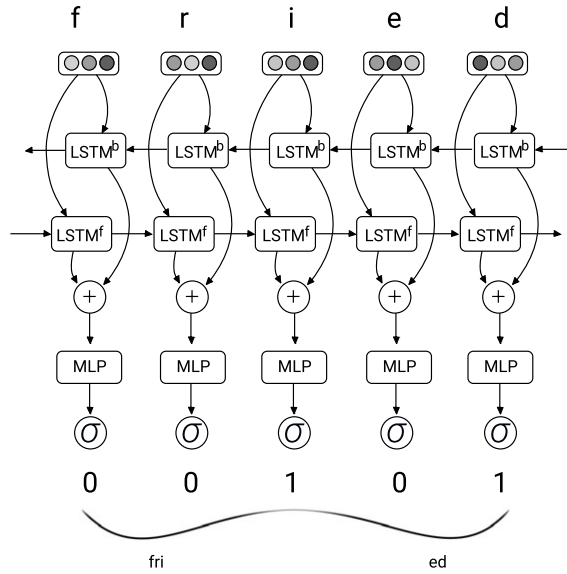 f r i e d
LSTMᵇ LSTMᵇ LSTMᵇ LSTMᵇ LSTMᵇ
LSTMᶠ LSTMᶠ LSTMᶠ LSTMᶠ LSTMᶠ
+ + + + +
MLP MLP MLP MLP MLP
σ σ σ σ σ
0 0 1 0 1
fri ed